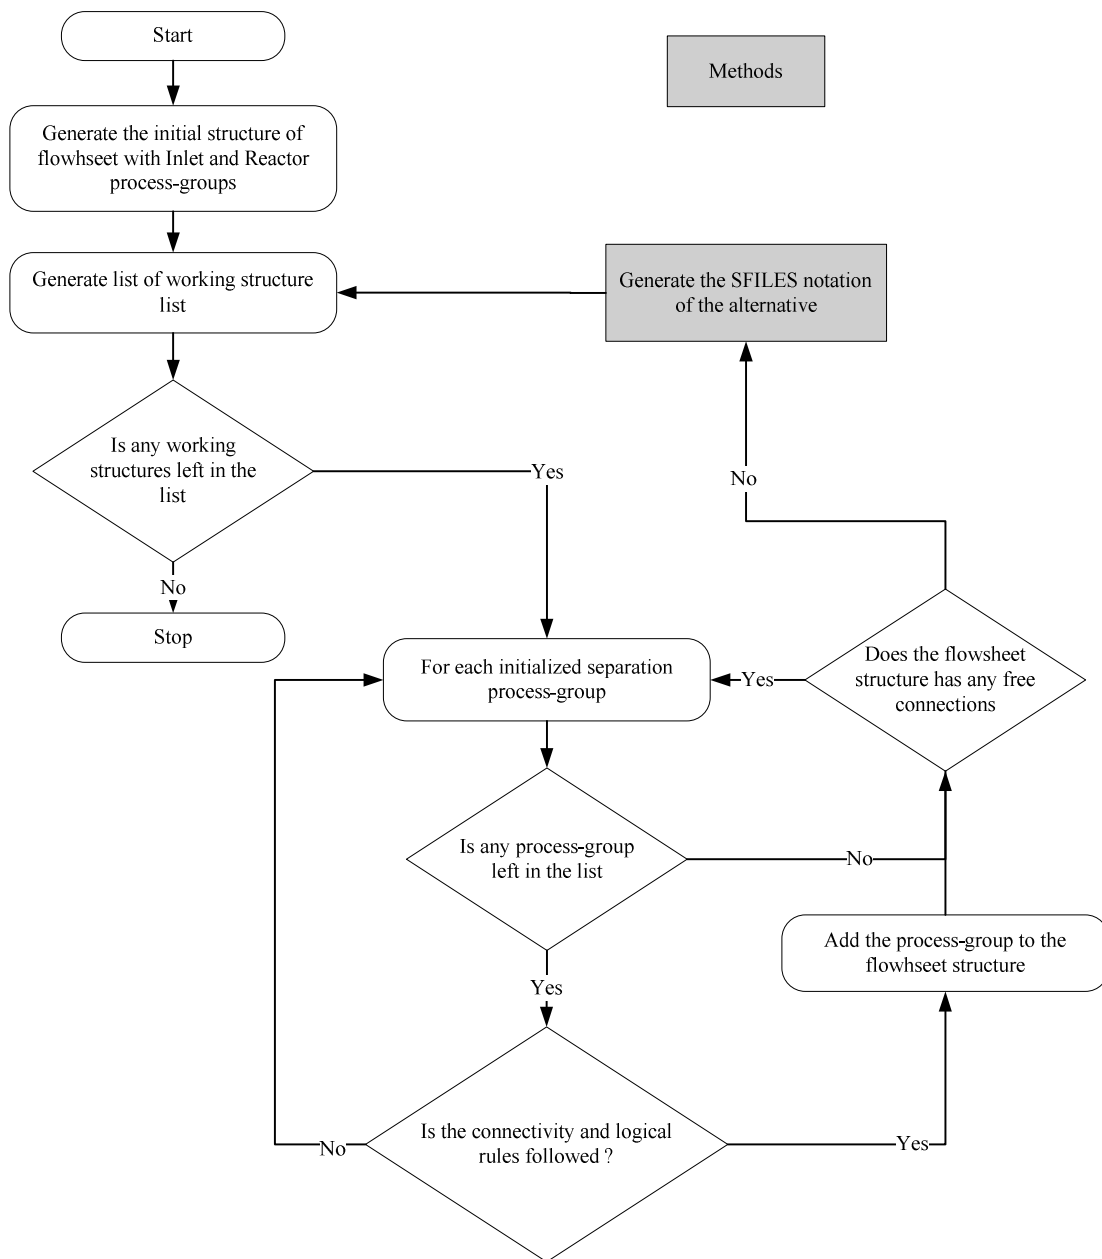 Start
Methods
Generate the initial structure of
flowhseet with Inlet and Reactor
process-groups
Generate list of working structure
list
Generate the SFILES notation
of the alternative
Is any working
structures left in the
list
Yes
No
No
Stop
For each initialized separation
process-group
Yes
Does the flowsheet
structure has any free
connections
Is any process-group
left in the list
No
Add the process-group to the
flowhseet structure
Yes
Is the connectivity and logical
rules followed ?
No
Yes